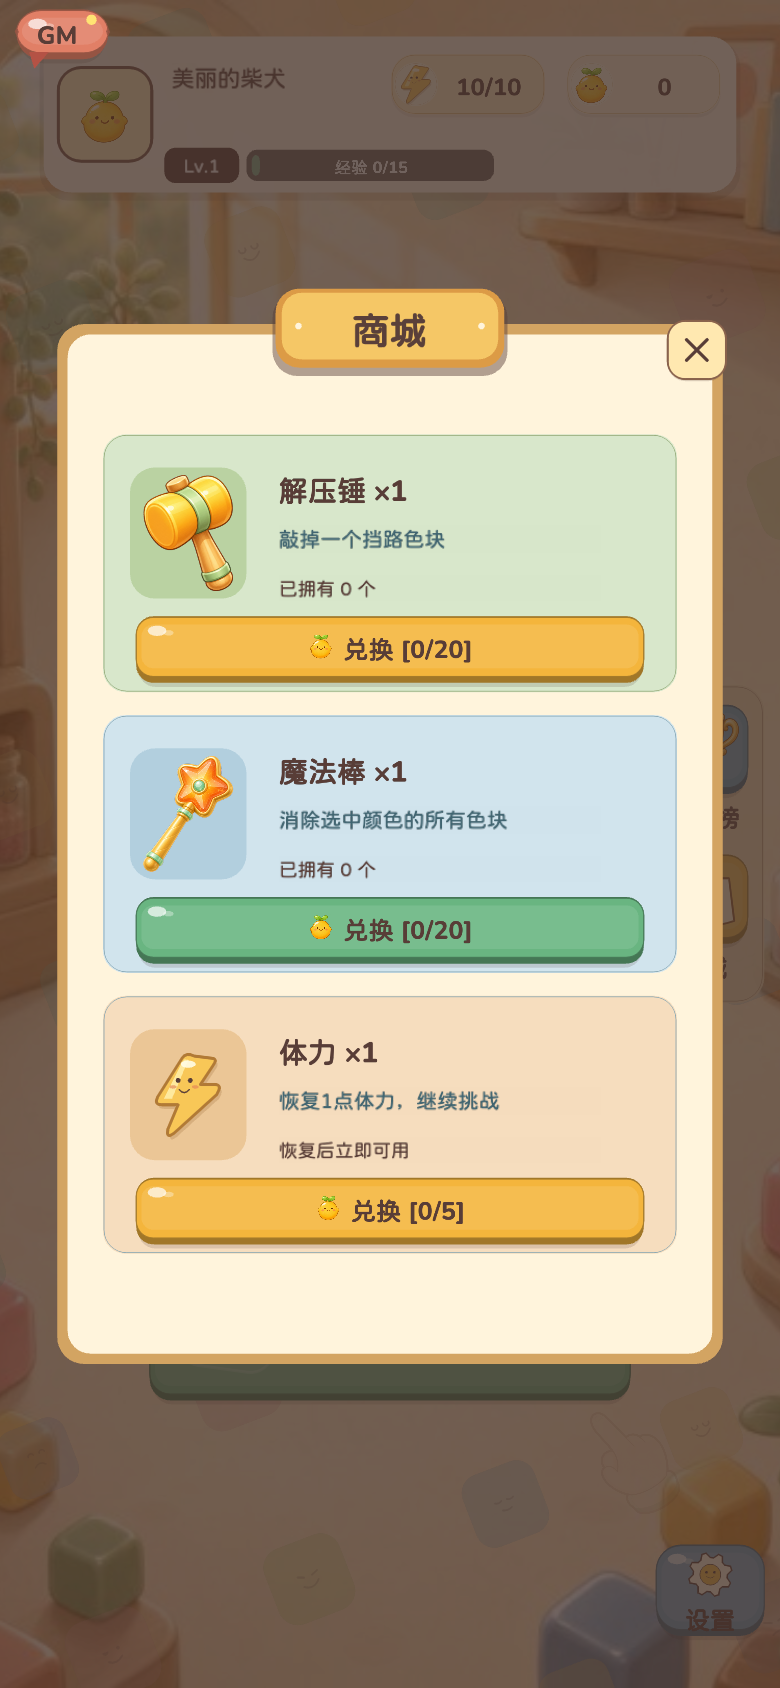 GM
美丽的柴犬
10/10
0
Lv.1
经验 0/15
商城
解压锤 ×1
敲掉一个挡路色块
已拥有 0 个
兑换 [0/20]
魔法棒 ×1
消除选中颜色的所有色块
已拥有 0 个
兑换 [0/20]
体力 ×1
恢复1点体力，继续挑战
恢复后立即可用
兑换 [0/5]
榜
设置